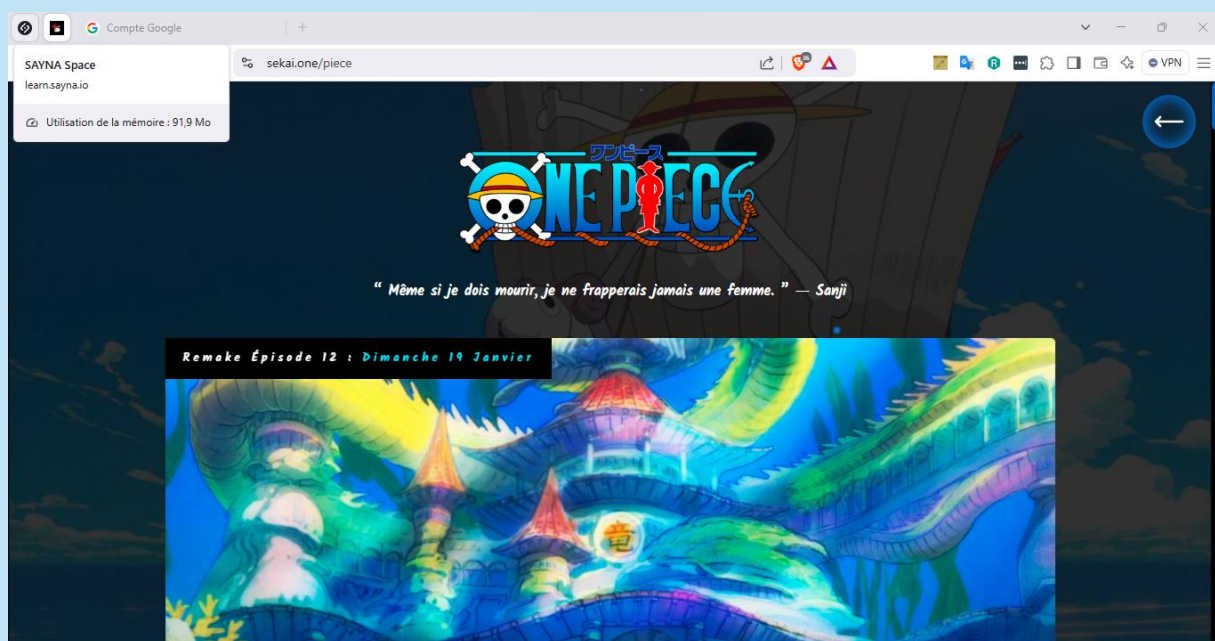 Compte Google
SAYNA Space
learn.sayna.io
Utilisation de la mémoire : 91,9 Mo
sekai.one/piece
VPN
ワンピース
ONE PIECE
“ Même si je dois mourir, je ne frapperais jamais une femme. ” — Sanji
Remake Épisode 12 : Dimanche 19 Janvier
竜